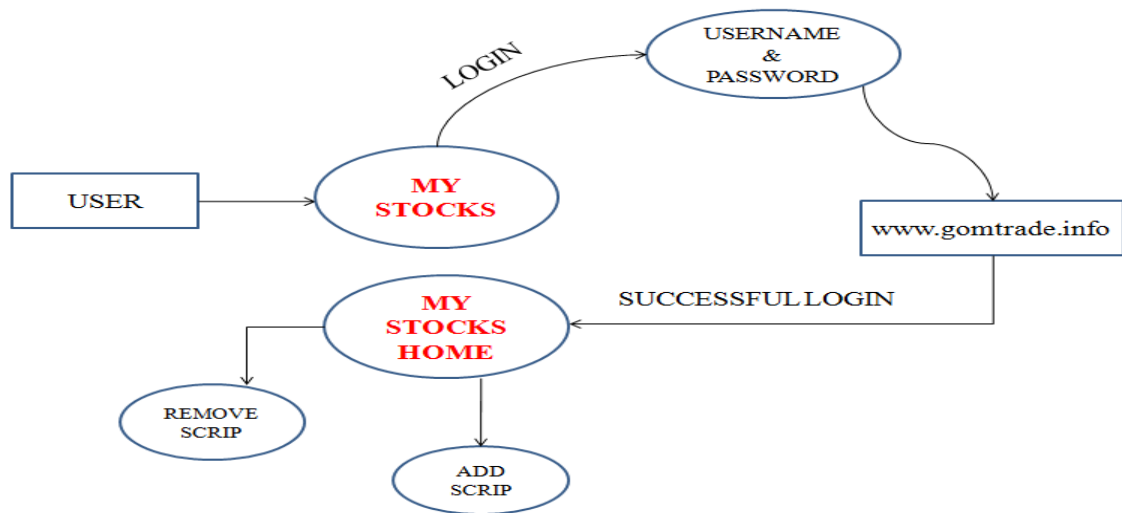 LOGIN
USERNAME
&
PASSWORD
USER
MY
STOCKS
www.gomtrade.info
SUCCESSFUL LOGIN
MY
STOCKS
HOME
REMOVE
SCRIP
ADD
SCRIP